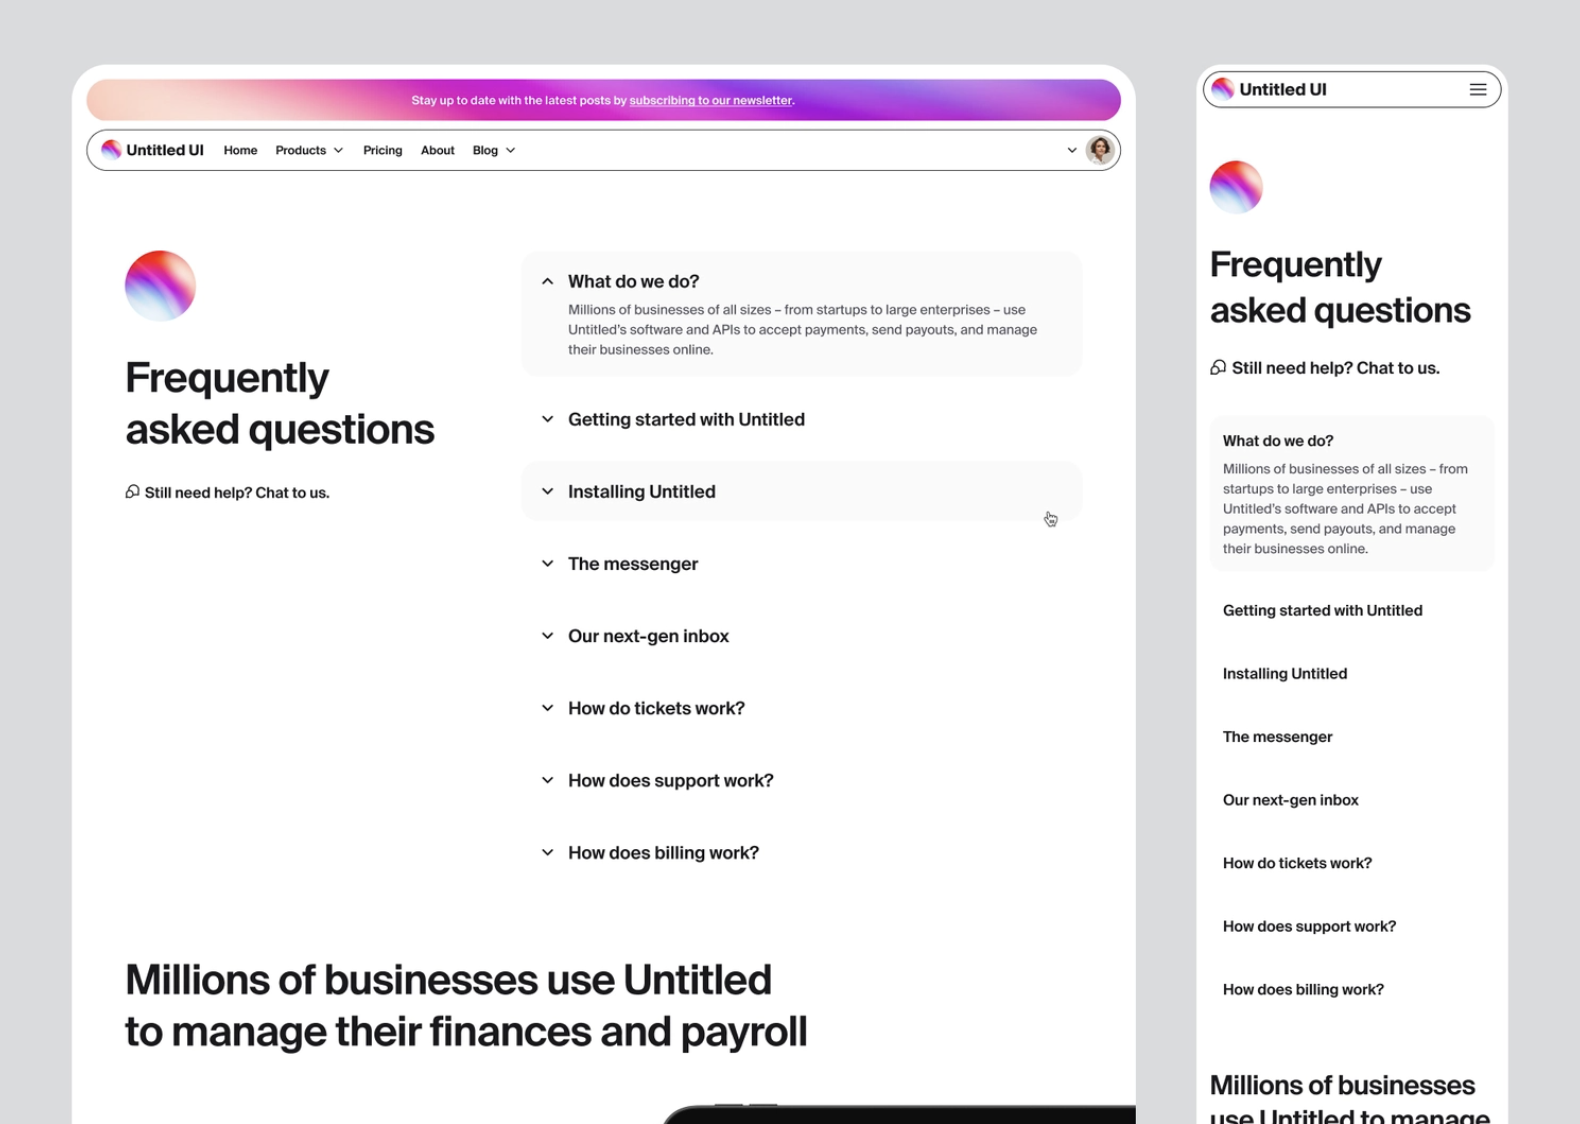 Stay up to date with the latest posts by subscribing to our newsletter.
Untitled UI Home Products Pricing About Blog
Frequently
asked questions
Still need help? Chat to us.
What do we do?
Millions of businesses of all sizes – from startups to large enterprises – use
Untitled's software and APIs to accept payments, send payouts, and manage
their businesses online.
Getting started with Untitled
Installing Untitled
The messenger
Our next-gen inbox
How do tickets work?
How does support work?
How does billing work?
Millions of businesses use Untitled
to manage their finances and payroll
Untitled UI
Frequently
asked questions
Still need help? Chat to us.
What do we do?
Millions of businesses of all sizes – from
startups to large enterprises – use
Untitled's software and APIs to accept
payments, send payouts, and manage
their businesses online.
Getting started with Untitled
Installing Untitled
The messenger
Our next-gen inbox
How do tickets work?
How does support work?
How does billing work?
Millions of businesses
use Untitled to manage